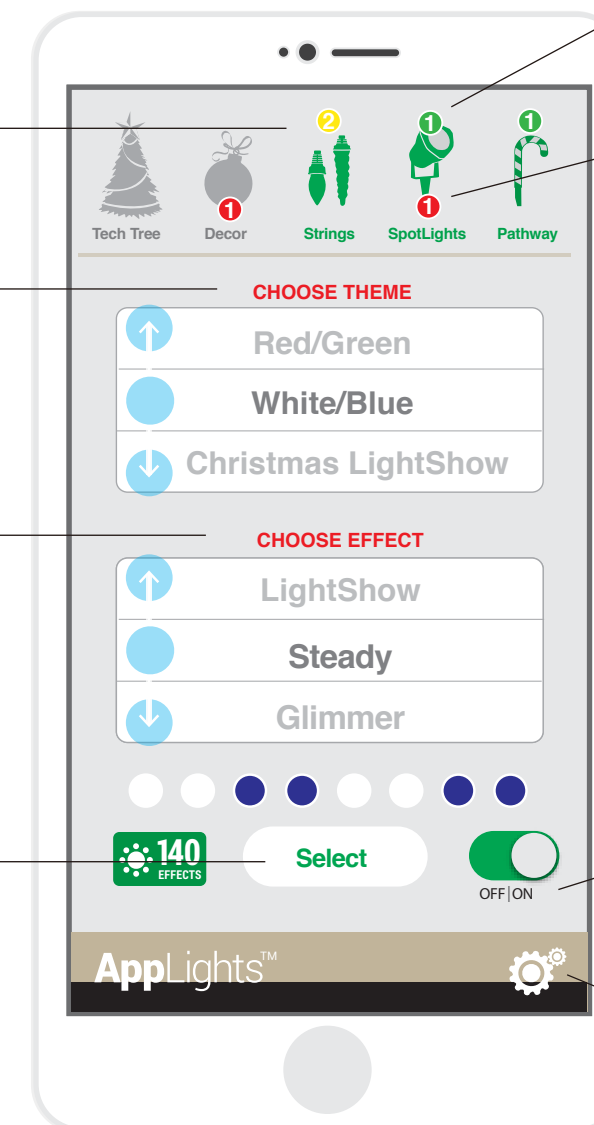 2 1 1
1 1
Tech Tree Decor Strings SpotLights Pathway
CHOOSE THEME
Red/Green
White/Blue
Christmas LightShow
CHOOSE EFFECT
LightShow
Steady
Glimmer
140
EFFECTS
Select
OFF|ON
AppLights™